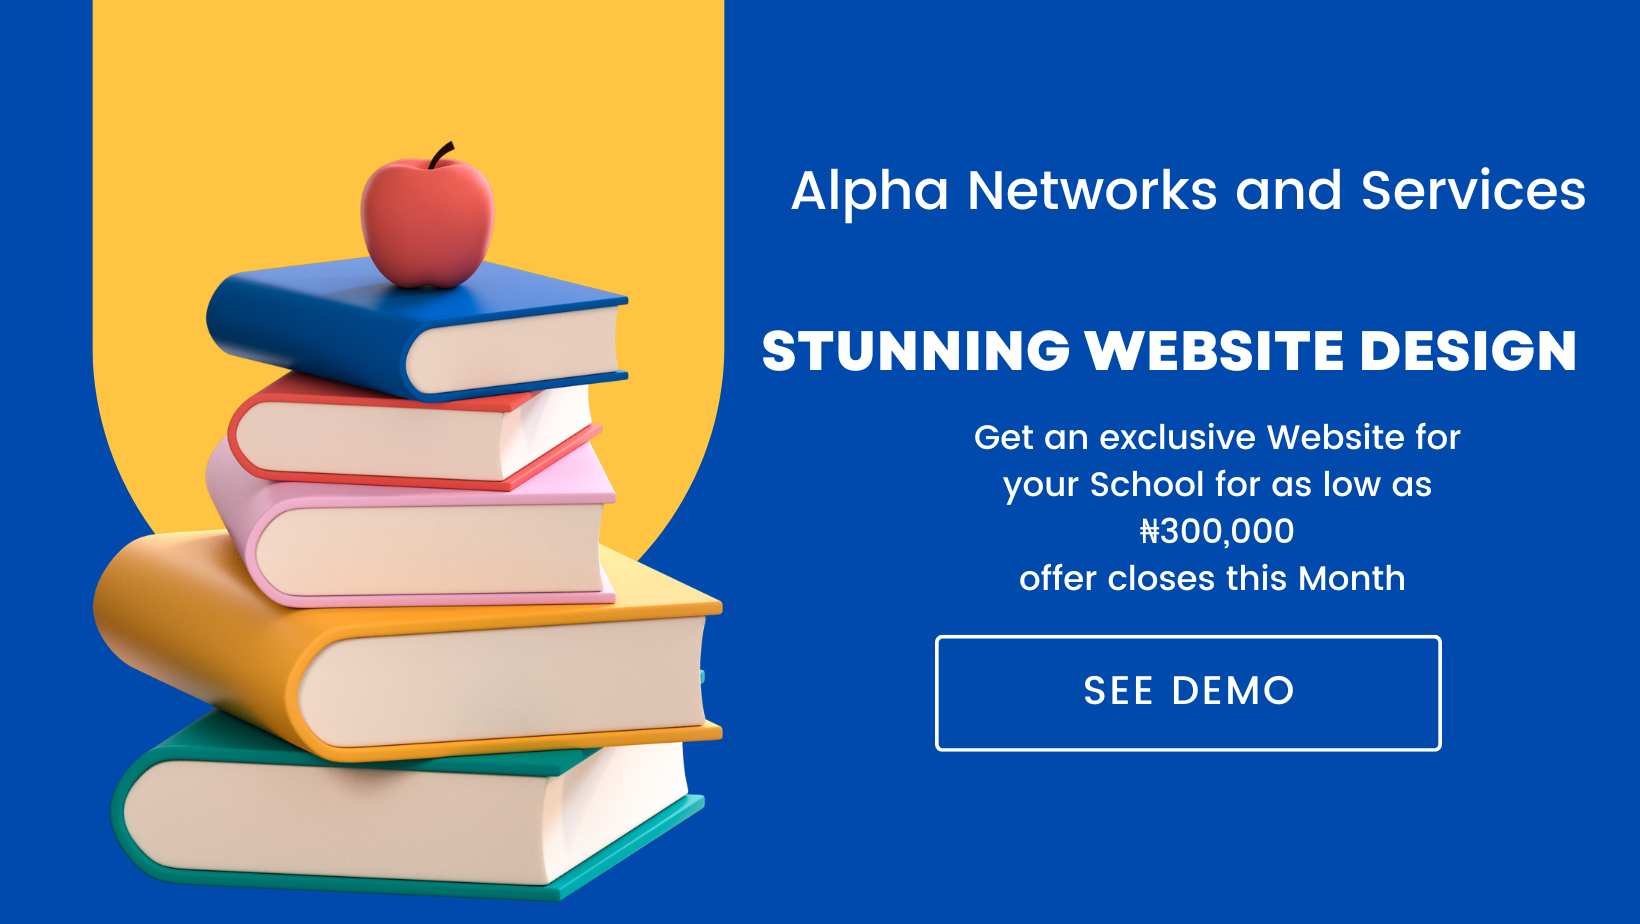 Alpha Networks and Services
STUNNING WEBSITE DESIGN
Get an exclusive Website for
your School for as low as
₦300,000
offer closes this Month
SEE DEMO